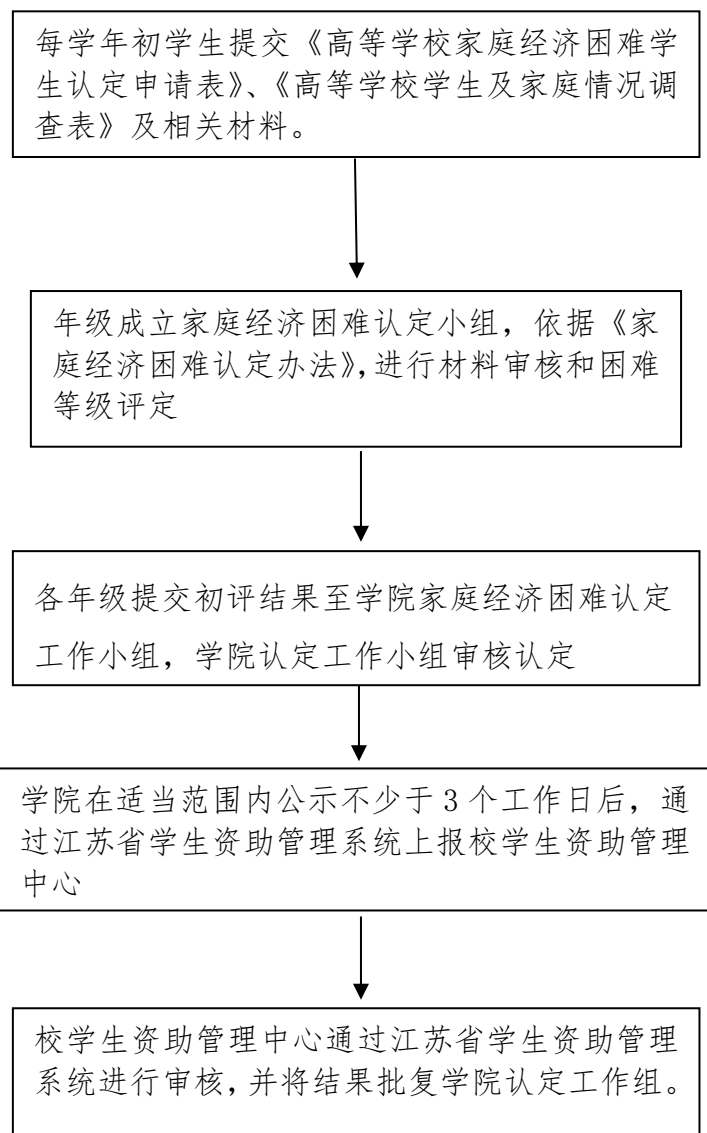 每学年初学生提交《高等学校家庭经济困难学
生认定申请表》、《高等学校学生及家庭情况调
查表》及相关材料。
年级成立家庭经济困难认定小组，依据《家
庭经济困难认定办法》，进行材料审核和困难
等级评定
各年级提交初评结果至学院家庭经济困难认定
工作小组，学院认定工作小组审核认定
学院在适当范围内公示不少于 3 个工作日后，通
过江苏省学生资助管理系统上报校学生资助管理
中心
校学生资助管理中心通过江苏省学生资助管理
系统进行审核，并将结果批复学院认定工作组。